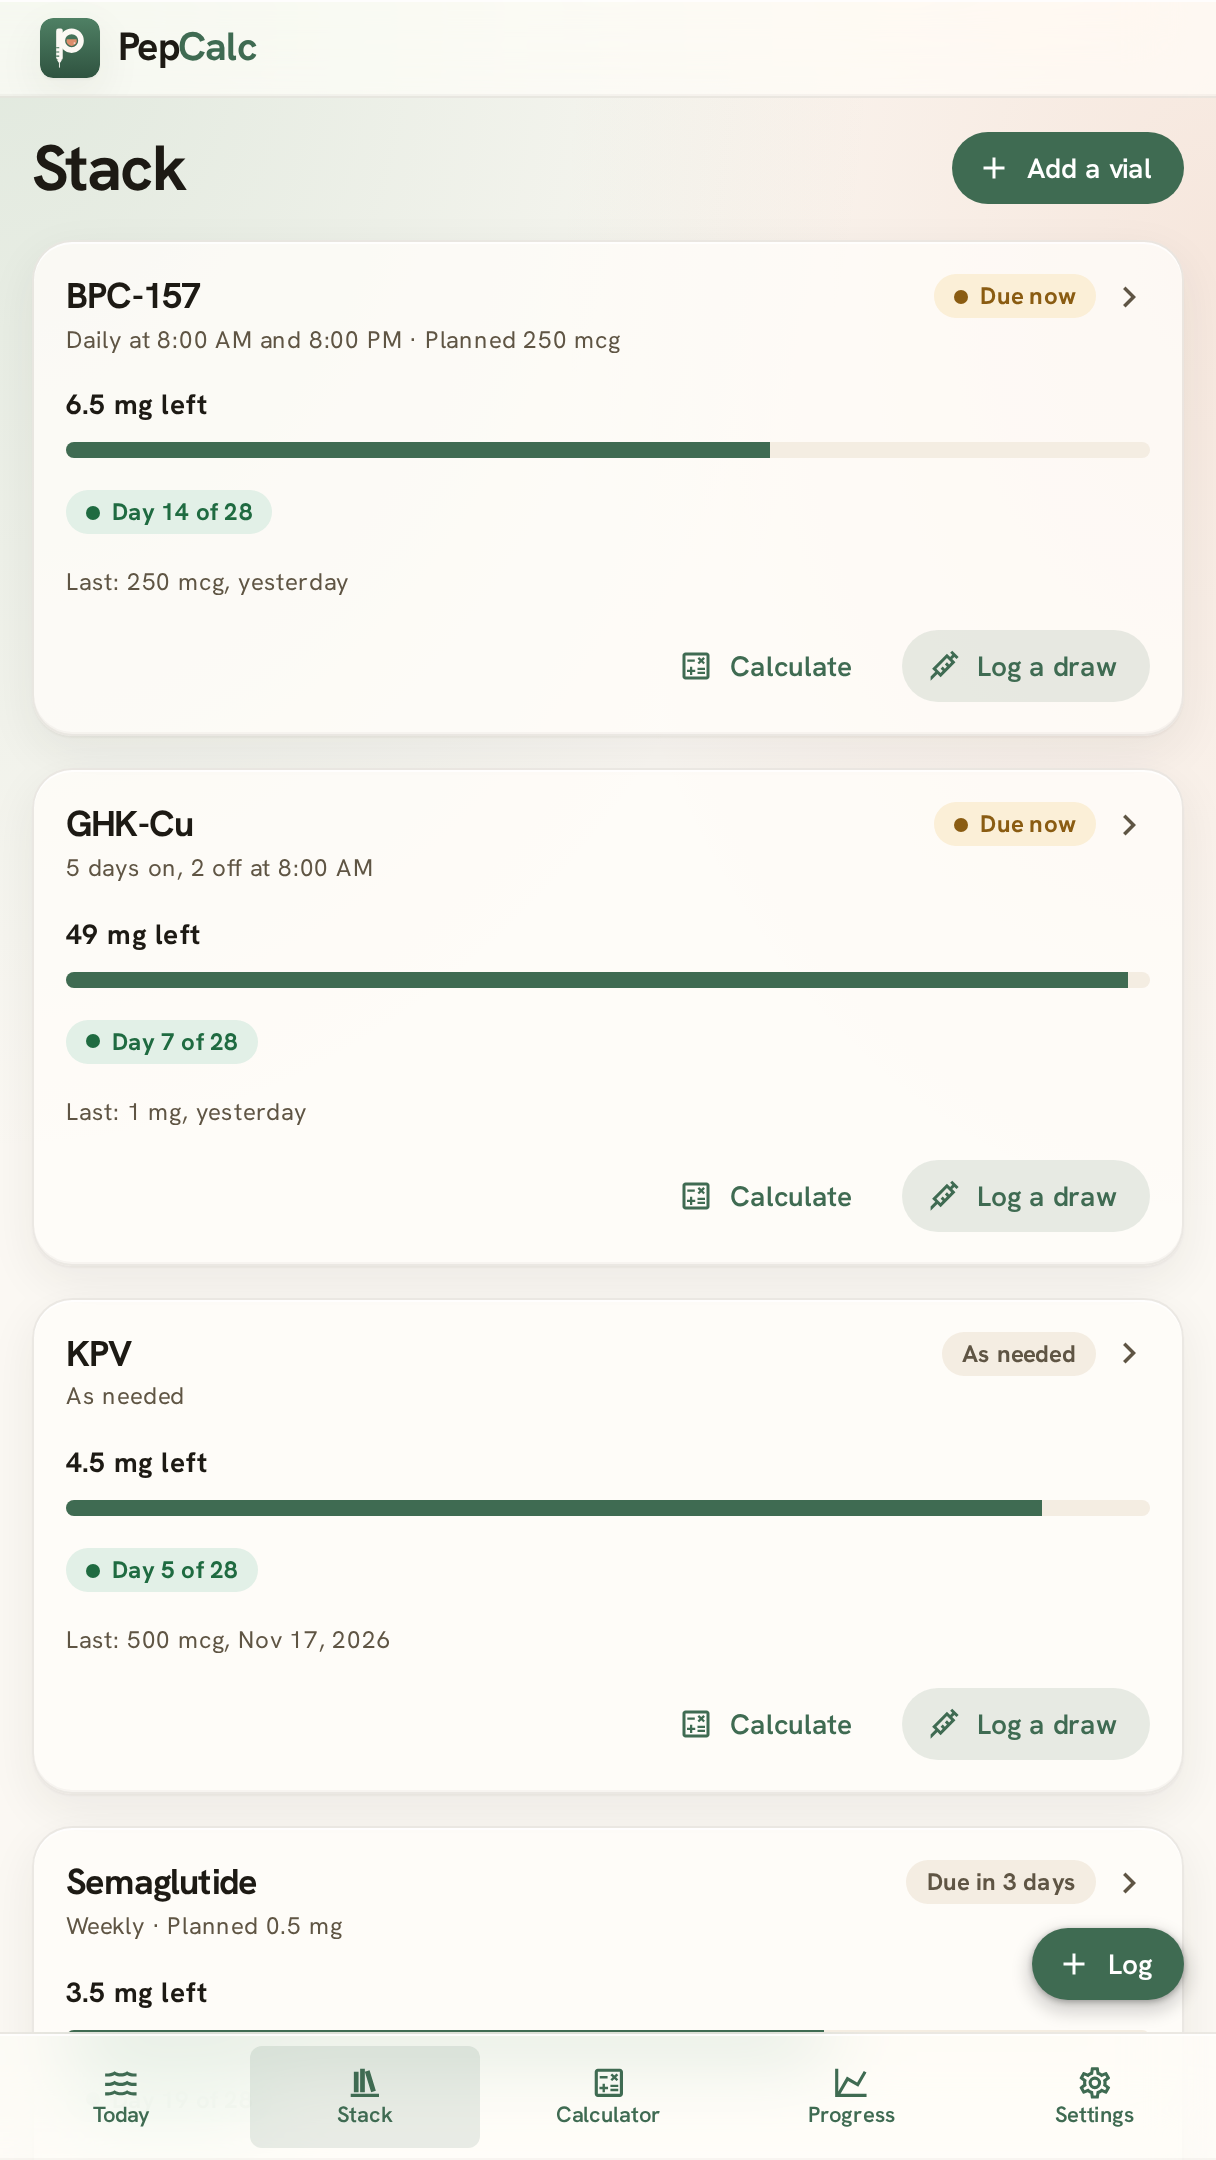 PepCalc
Stack
Add a vial
BPC-157
Due now
Daily at 8:00 AM and 8:00 PM · Planned 250 mcg
6.5 mg left
Day 14 of 28
Last: 250 mcg, yesterday
Calculate
Log a draw
GHK-Cu
Due now
5 days on, 2 off at 8:00 AM
49 mg left
Day 7 of 28
Last: 1 mg, yesterday
Calculate
Log a draw
KPV
As needed
As needed
4.5 mg left
Day 5 of 28
Last: 500 mcg, Nov 17, 2026
Calculate
Log a draw
Semaglutide
Due in 3 days
Weekly · Planned 0.5 mg
Log
3.5 mg left
Today
Stack
Calculator
Progress
Settings